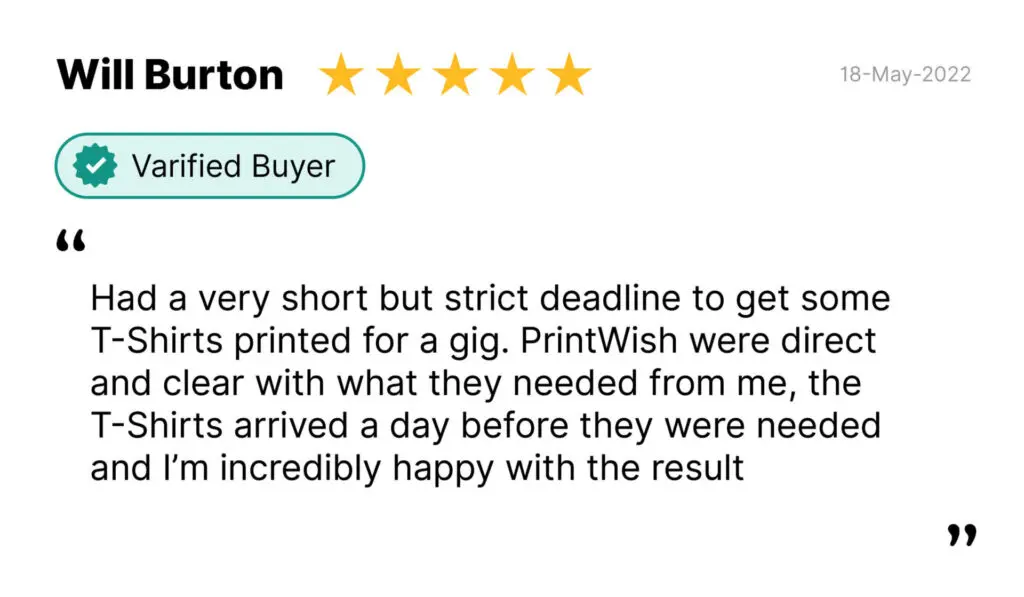 Will Burton
18-May-2022
Varified Buyer
“
Had a very short but strict deadline to get some
T-Shirts printed for a gig. PrintWish were direct
and clear with what they needed from me, the
T-Shirts arrived a day before they were needed
and I’m incredibly happy with the result
”